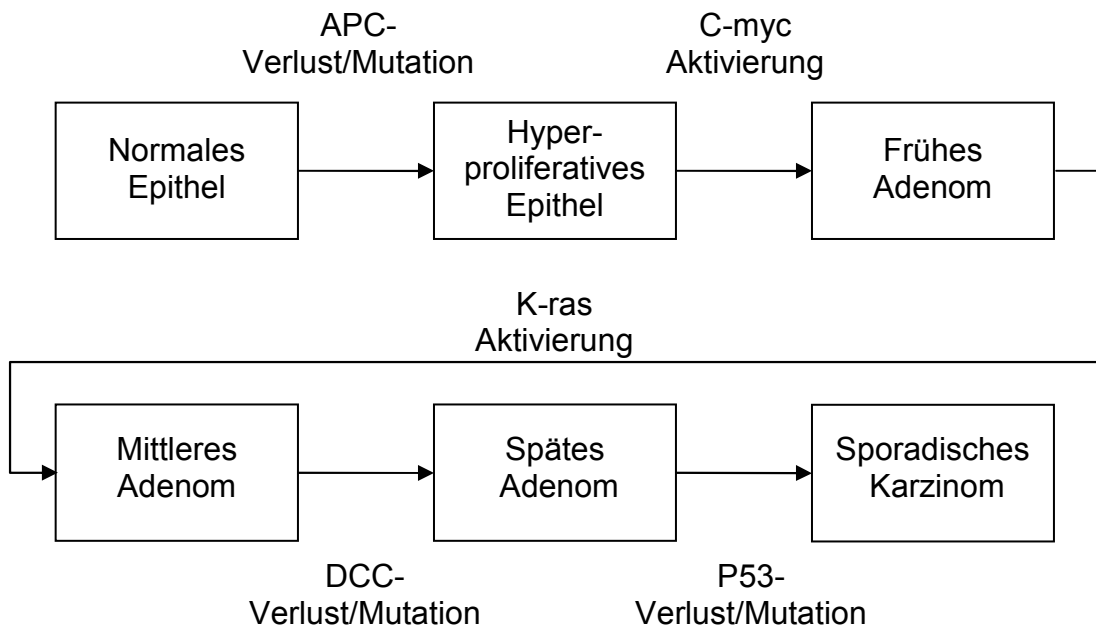 APC-
Verlust/Mutation
C-myc
Aktivierung
Normales
Epithel
Hyper-
proliferatives
Epithel
Frühes
Adenom
K-ras
Aktivierung
Mittleres
Adenom
Spätes
Adenom
Sporadisches
Karzinom
DCC-
Verlust/Mutation
P53-
Verlust/Mutation